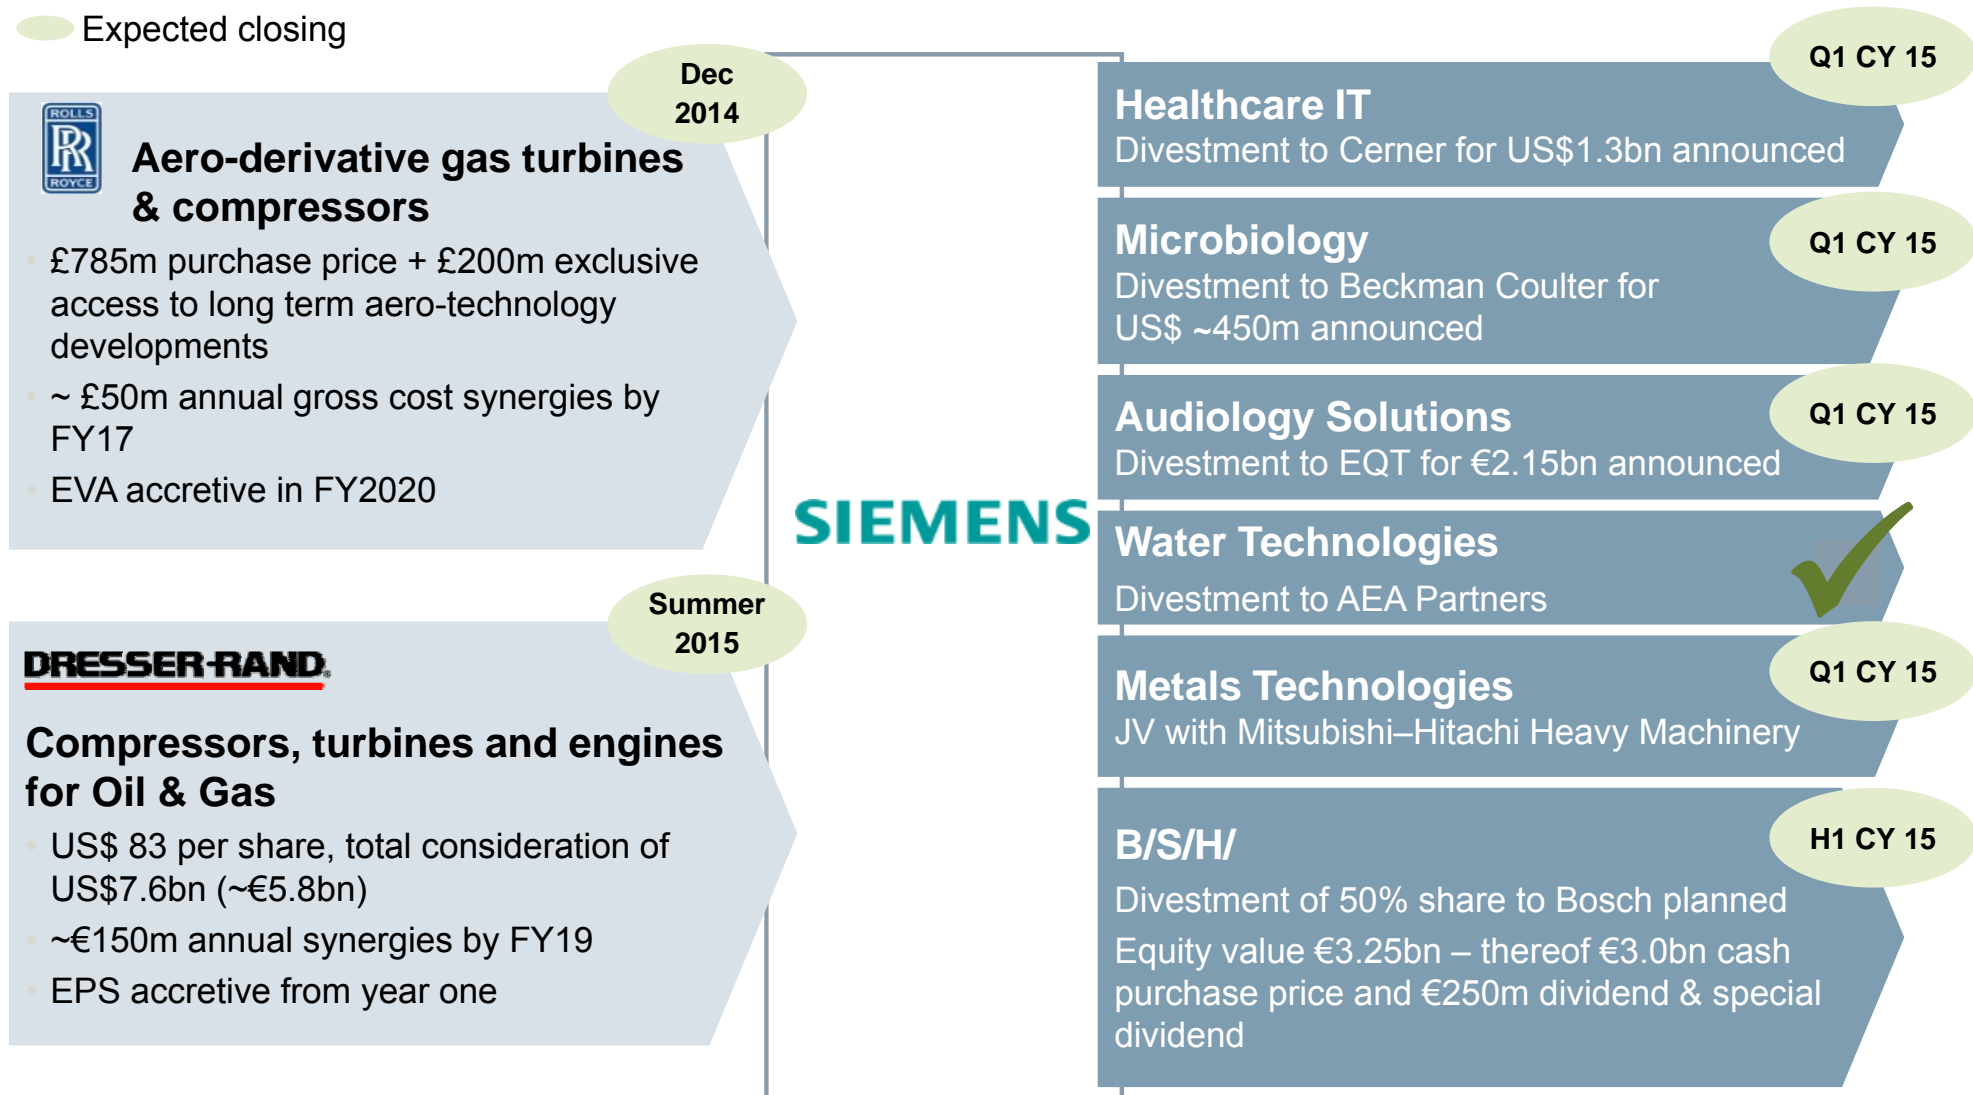 Expected closing
Dec
2014
ROLLS
RR
ROYCE
Aero-derivative gas turbines
& compressors
• £785m purchase price + £200m exclusive
access to long term aero-technology
developments
• ~ £50m annual gross cost synergies by
FY17
• EVA accretive in FY2020
Summer
2015
DRESSER-RAND®
Compressors, turbines and engines
for Oil & Gas
• US$ 83 per share, total consideration of
US$7.6bn (~€5.8bn)
• ~€150m annual synergies by FY19
• EPS accretive from year one
SIEMENS
Q1 CY 15
Healthcare IT
Divestment to Cerner for US$1.3bn announced
Q1 CY 15
Microbiology
Divestment to Beckman Coulter for
US$ ~450m announced
Q1 CY 15
Audiology Solutions
Divestment to EQT for €2.15bn announced
Water Technologies
Divestment to AEA Partners
Q1 CY 15
Metals Technologies
JV with Mitsubishi–Hitachi Heavy Machinery
H1 CY 15
B/S/H/
Divestment of 50% share to Bosch planned
Equity value €3.25bn – thereof €3.0bn cash
purchase price and €250m dividend & special
dividend